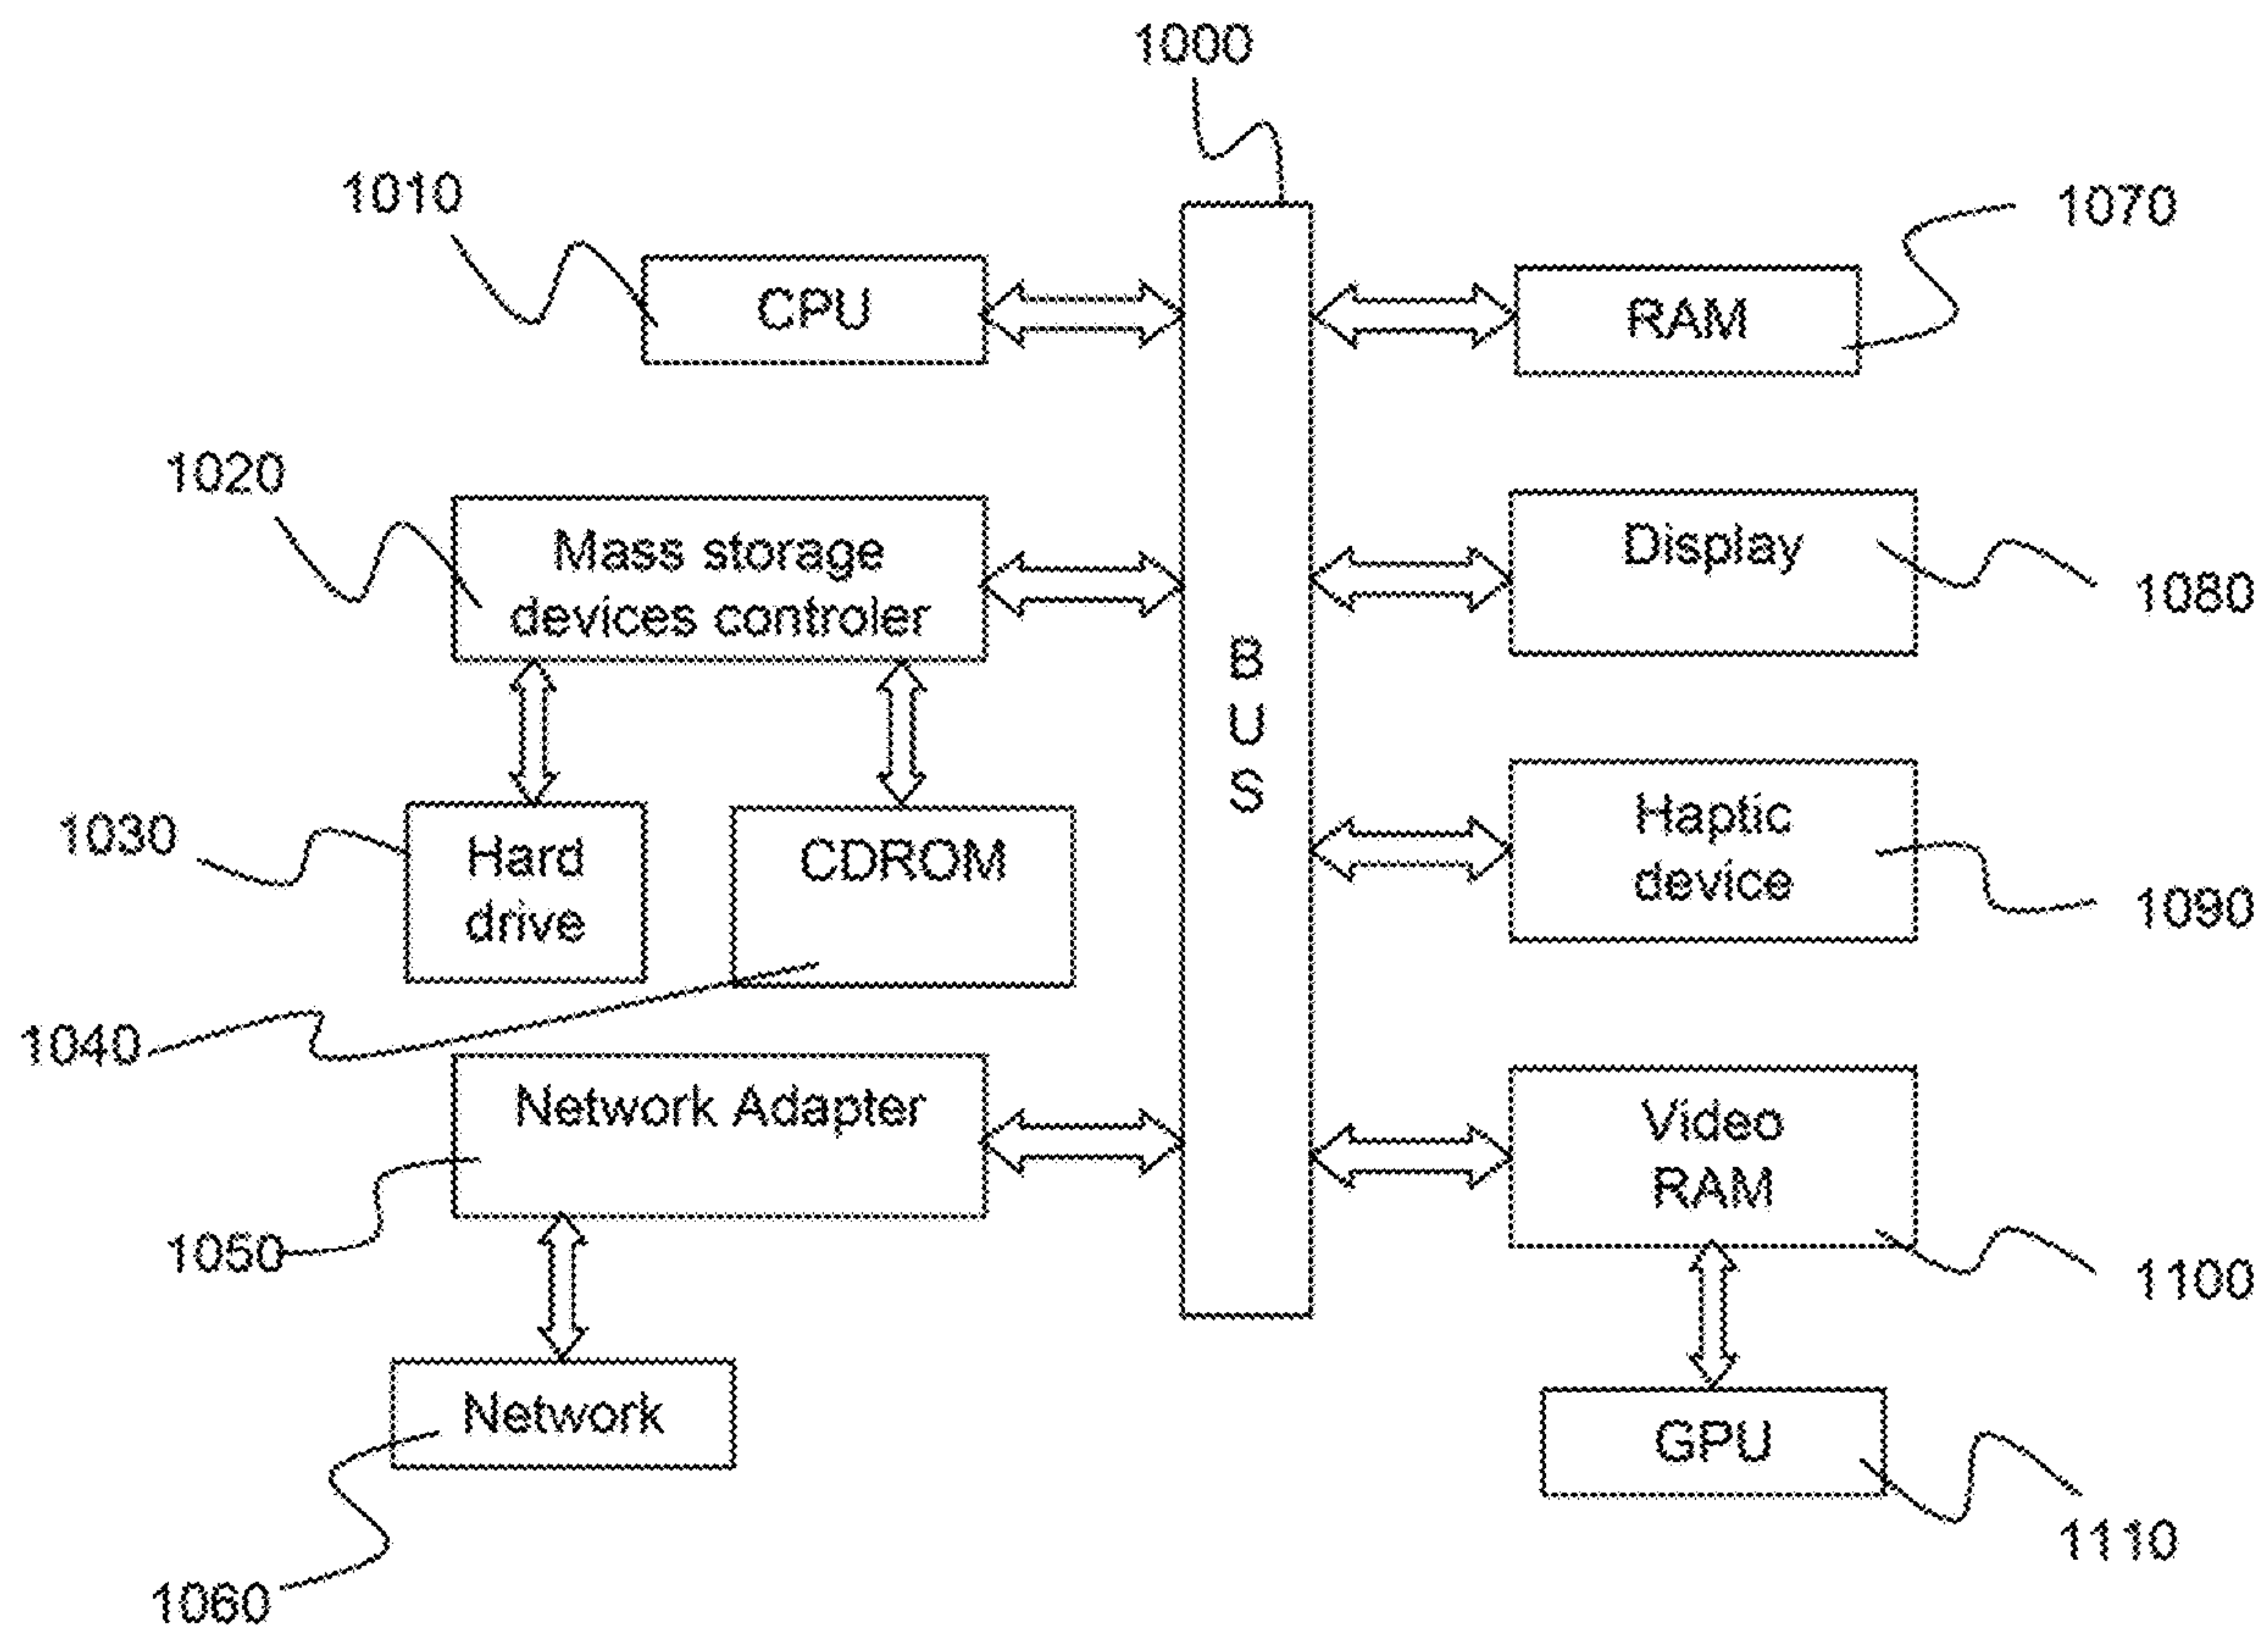 1000
1010
1070
CPU
RAM
1020
Mass storage
devices controler
Display
1080
B
U
S
1030
Hard
drive
CDROM
Haptic
device
1090
1040
Network Adapter
Video
RAM
1050
1100
Network
GPU
1110
1060